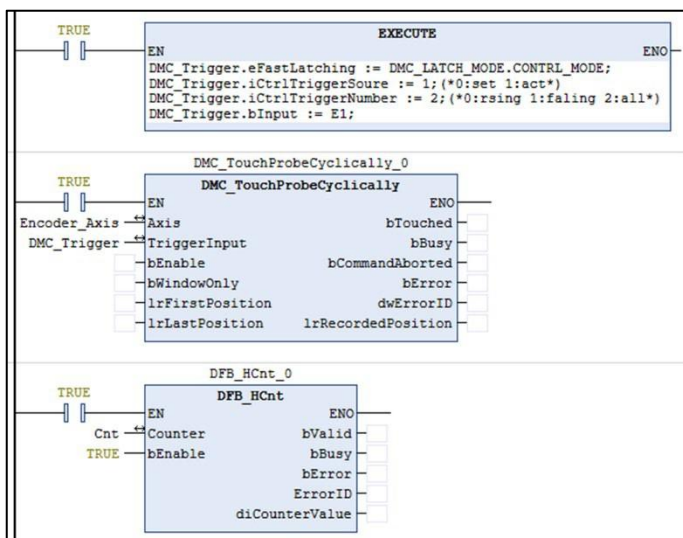 TRUE
EXECUTE
EN ENO
DMC_Trigger.eFastLatching := DMC_LATCH_MODE.CONTRL_MODE;
DMC_Trigger.iCtrlTriggerSoure := 1;(*0:set 1:act*)
DMC_Trigger.iCtrlTriggerNumber := 2;(*0:rsing 1:faling 2:all*)
DMC_Trigger.bInput := E1;
DMC_TouchProbeCyclically_0
TRUE
DMC_TouchProbeCyclically
EN ENO
Encoder_Axis Axis bTouched
DMC_Trigger TriggerInput bBusy
bEnable bCommandAborted
bWindowOnly bError
lrFirstPosition dwErrorID
lrLastPosition lrRecordedPosition
DFB_HCnt_0
TRUE
DFB_HCnt
EN ENO
Cnt Counter bValid
TRUE bEnable bBusy
bError
ErrorID
diCounterValue